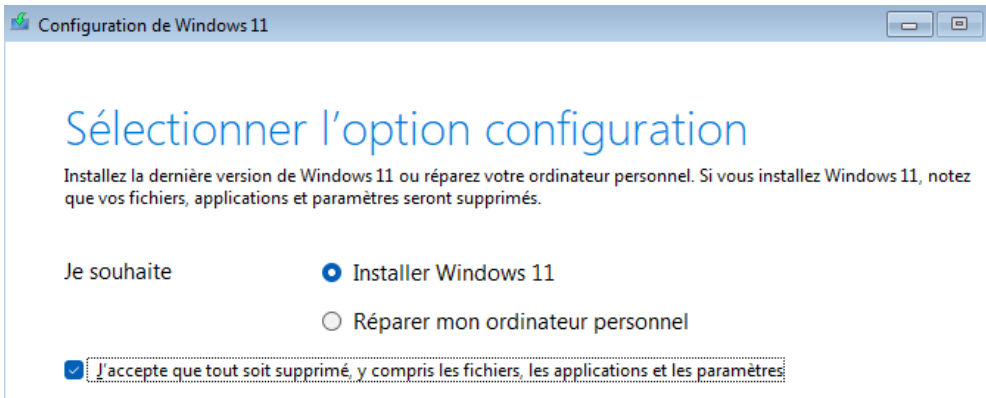 Configuration de Windows 11
Sélectionner l’option configuration
Installez la dernière version de Windows 11 ou réparez votre ordinateur personnel. Si vous installez Windows 11, notez
que vos fichiers, applications et paramètres seront supprimés.
Je souhaite
Installer Windows 11
Réparer mon ordinateur personnel
J'accepte que tout soit supprimé, y compris les fichiers, les applications et les paramètres